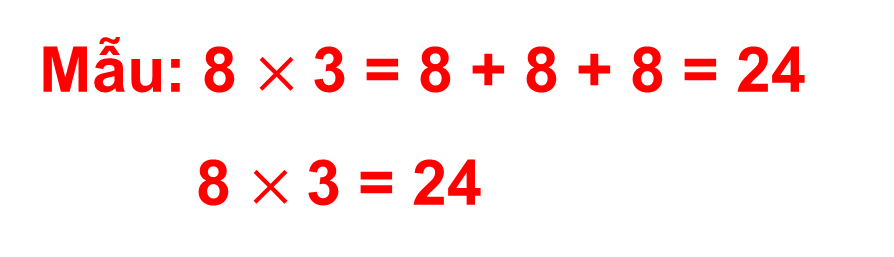 Mẫu: 8 × 3 = 8 + 8 + 8 = 24
8 × 3 = 24